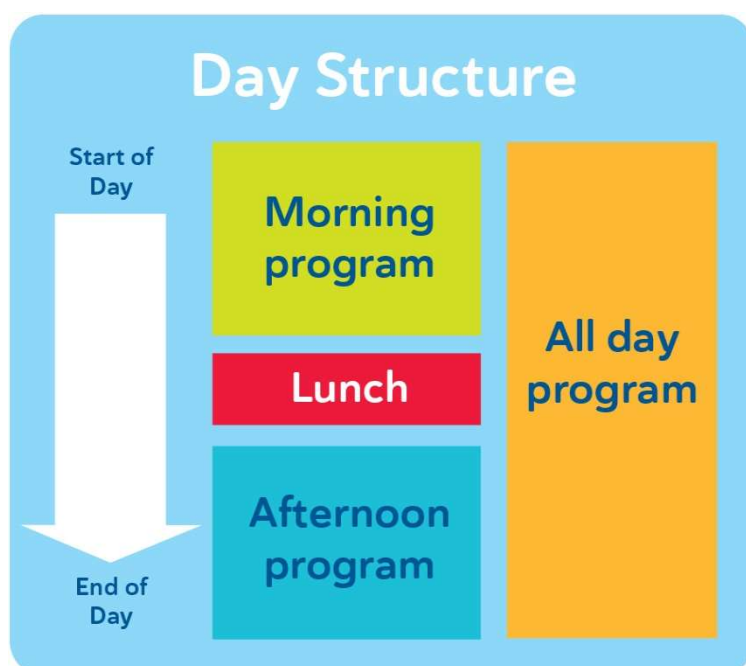 Day Structure
Start of
Day
Morning
program
Lunch
Afternoon
program
All day
program
End of
Day